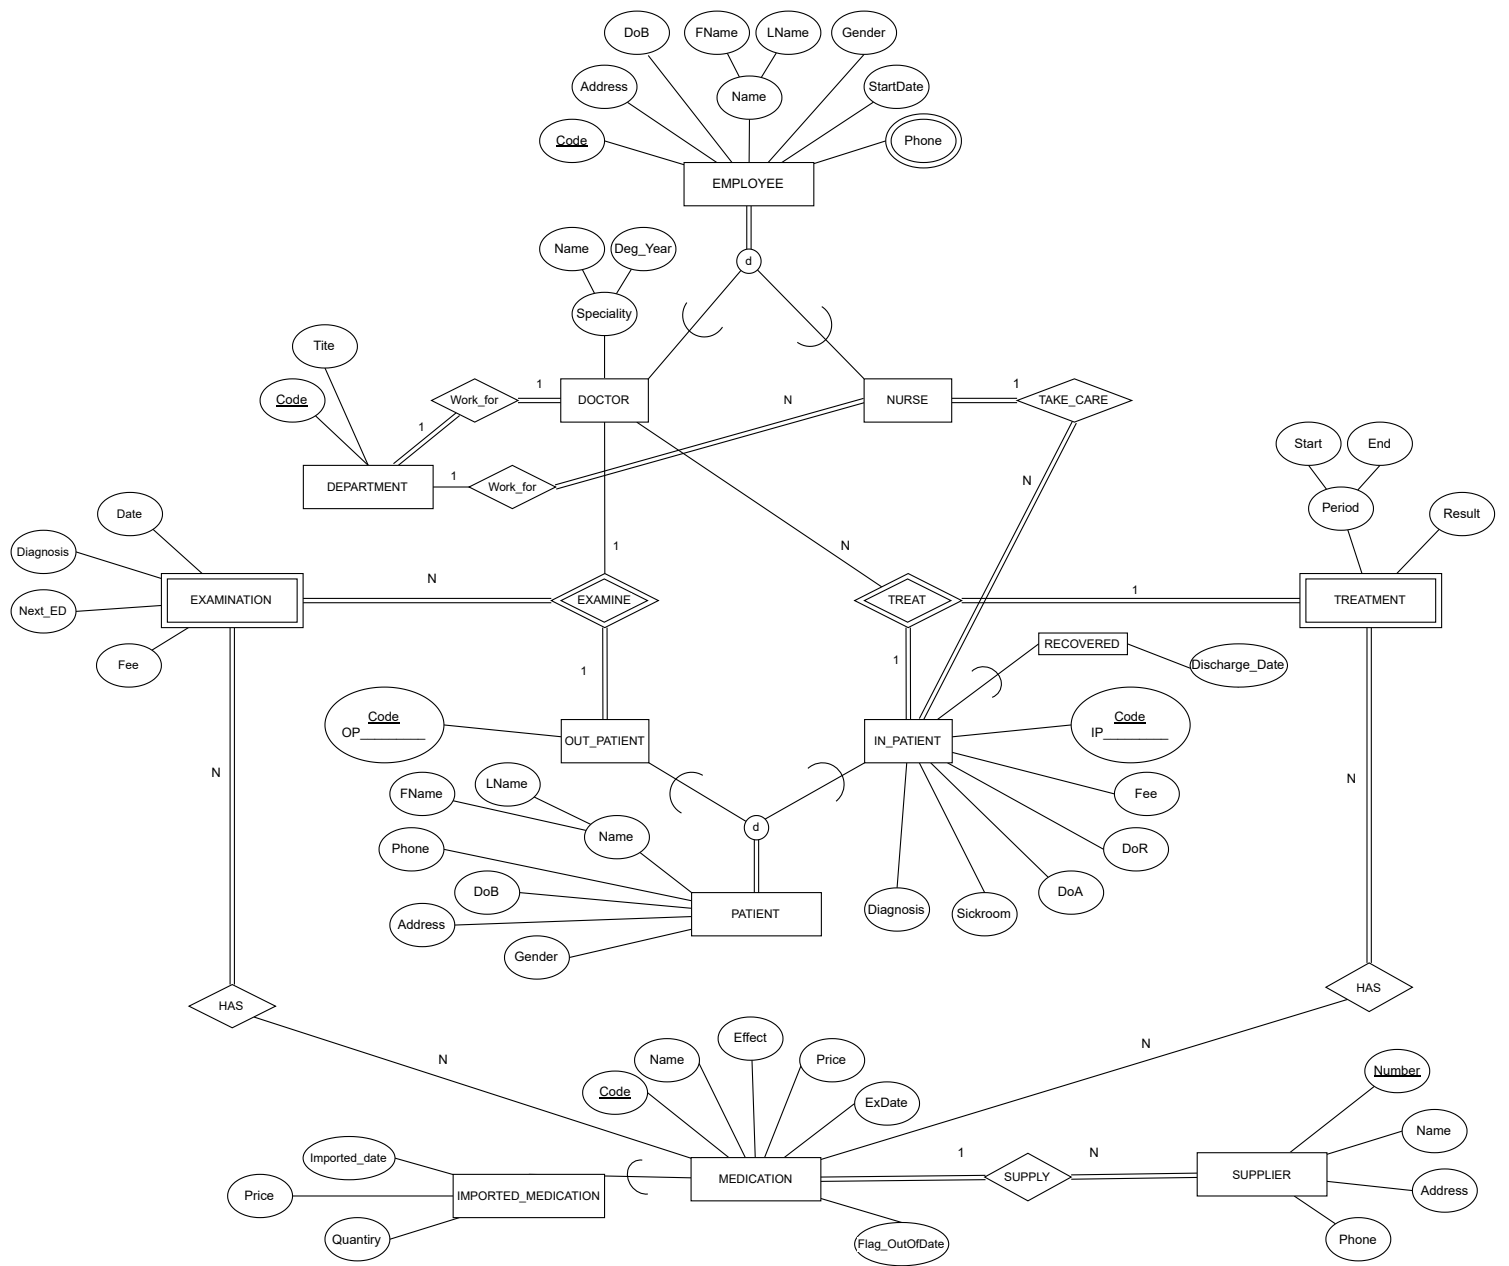 DoB
FName
LName
Gender
Address
Name
StartDate
Code
Phone
EMPLOYEE
Name
Deg_Year
d
Speciality
Tite
Code
Work_for
1
DOCTOR
N
NURSE
1
TAKE_CARE
1
DEPARTMENT
1
Work_for
N
Start
End
Period
Result
Date
Diagnosis
1
N
N
EXAMINATION
EXAMINE
TREAT
1
TREATMENT
Next_ED
Fee
1
1
RECOVERED
Discharge_Date
Code
OP_________
OUT_PATIENT
IN_PATIENT
Code
IP_________
N
N
LName
FName
Name
d
Fee
Phone
DoR
DoB
DoA
Address
PATIENT
Diagnosis
Sickroom
Gender
HAS
HAS
N
Name
Effect
Price
N
Code
ExDate
Number
Imported_date
Name
1
N
Price
IMPORTED_MEDICATION
MEDICATION
SUPPLY
SUPPLIER
Address
Quantiry
Flag_OutOfDate
Phone